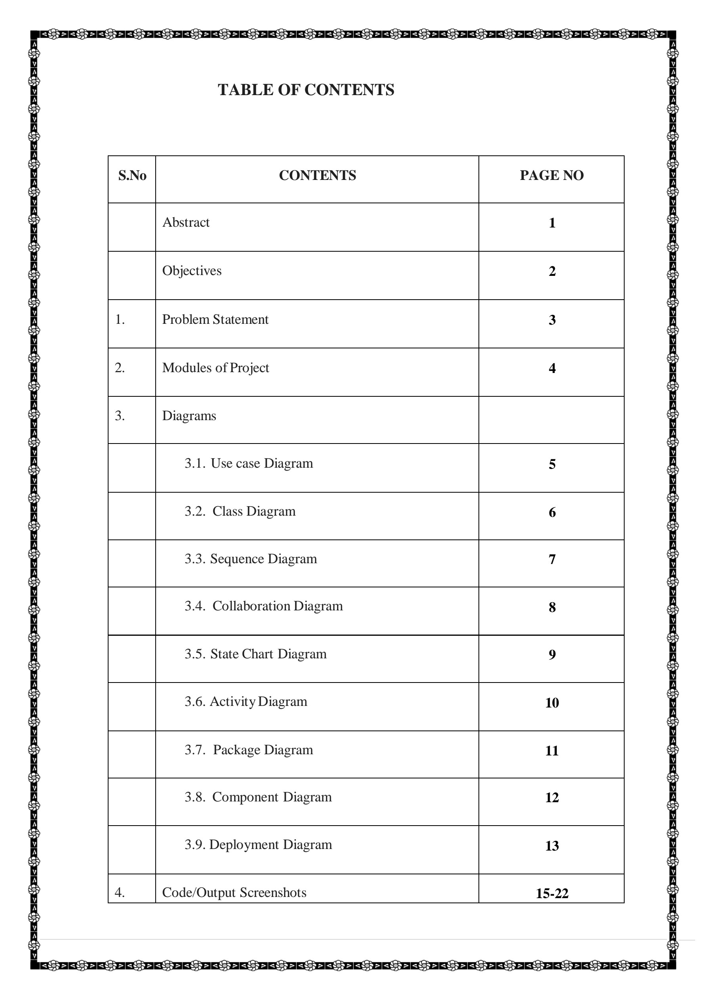 TABLE OF CONTENTS
S.No CONTENTS PAGE NO
Abstract 1
Objectives 2
1. Problem Statement 3
2. Modules of Project 4
3. Diagrams
3.1. Use case Diagram 5
3.2. Class Diagram 6
3.3. Sequence Diagram 7
3.4. Collaboration Diagram 8
3.5. State Chart Diagram 9
3.6. Activity Diagram 10
3.7. Package Diagram 11
3.8. Component Diagram 12
3.9. Deployment Diagram 13
4. Code/Output Screenshots 15-22